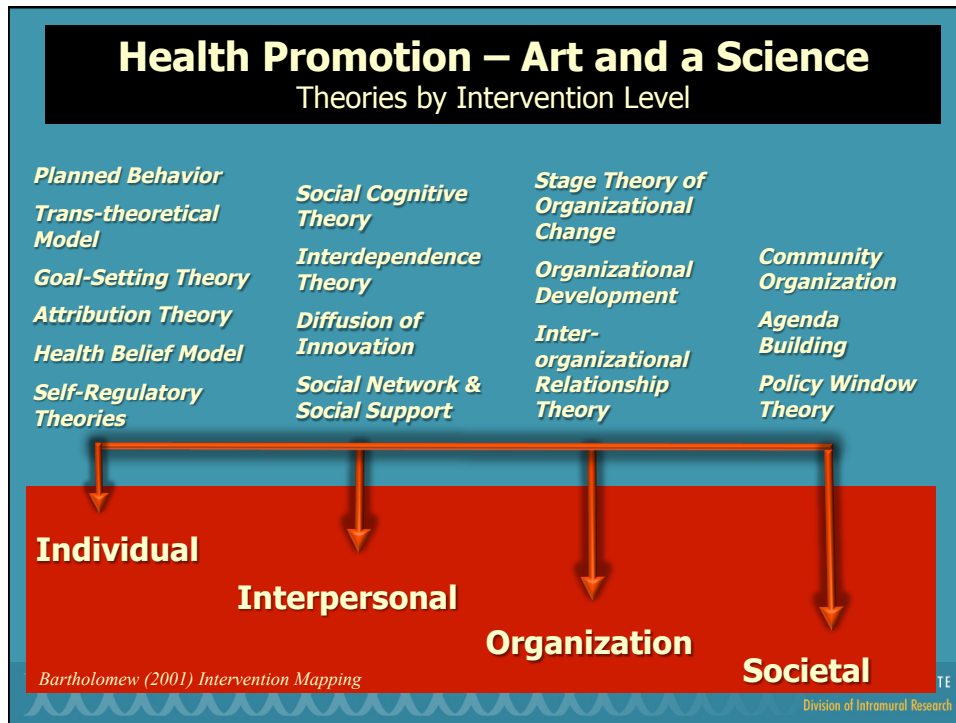 Health Promotion – Art and a Science
Theories by Intervention Level
Planned Behavior
Trans-theoretical
Model
Goal-Setting Theory
Attribution Theory
Health Belief Model
Self-Regulatory
Theories
Social Cognitive
Theory
Interdependence
Theory
Diffusion of
Innovation
Social Network &
Social Support
Stage Theory of
Organizational
Change
Organizational
Development
Inter-
organizational
Relationship
Theory
Community
Organization
Agenda
Building
Policy Window
Theory
Individual
Interpersonal
Organization
Societal
Bartholomew (2001) Intervention Mapping
Division of Intramural Research